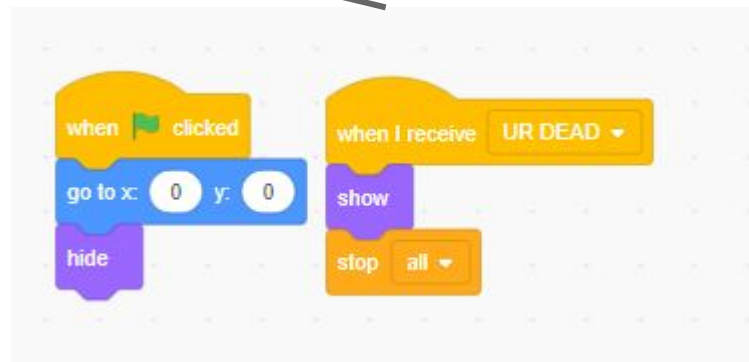 when clicked
go to x: 0 y: 0
hide
when I receive UR DEAD
show
stop all